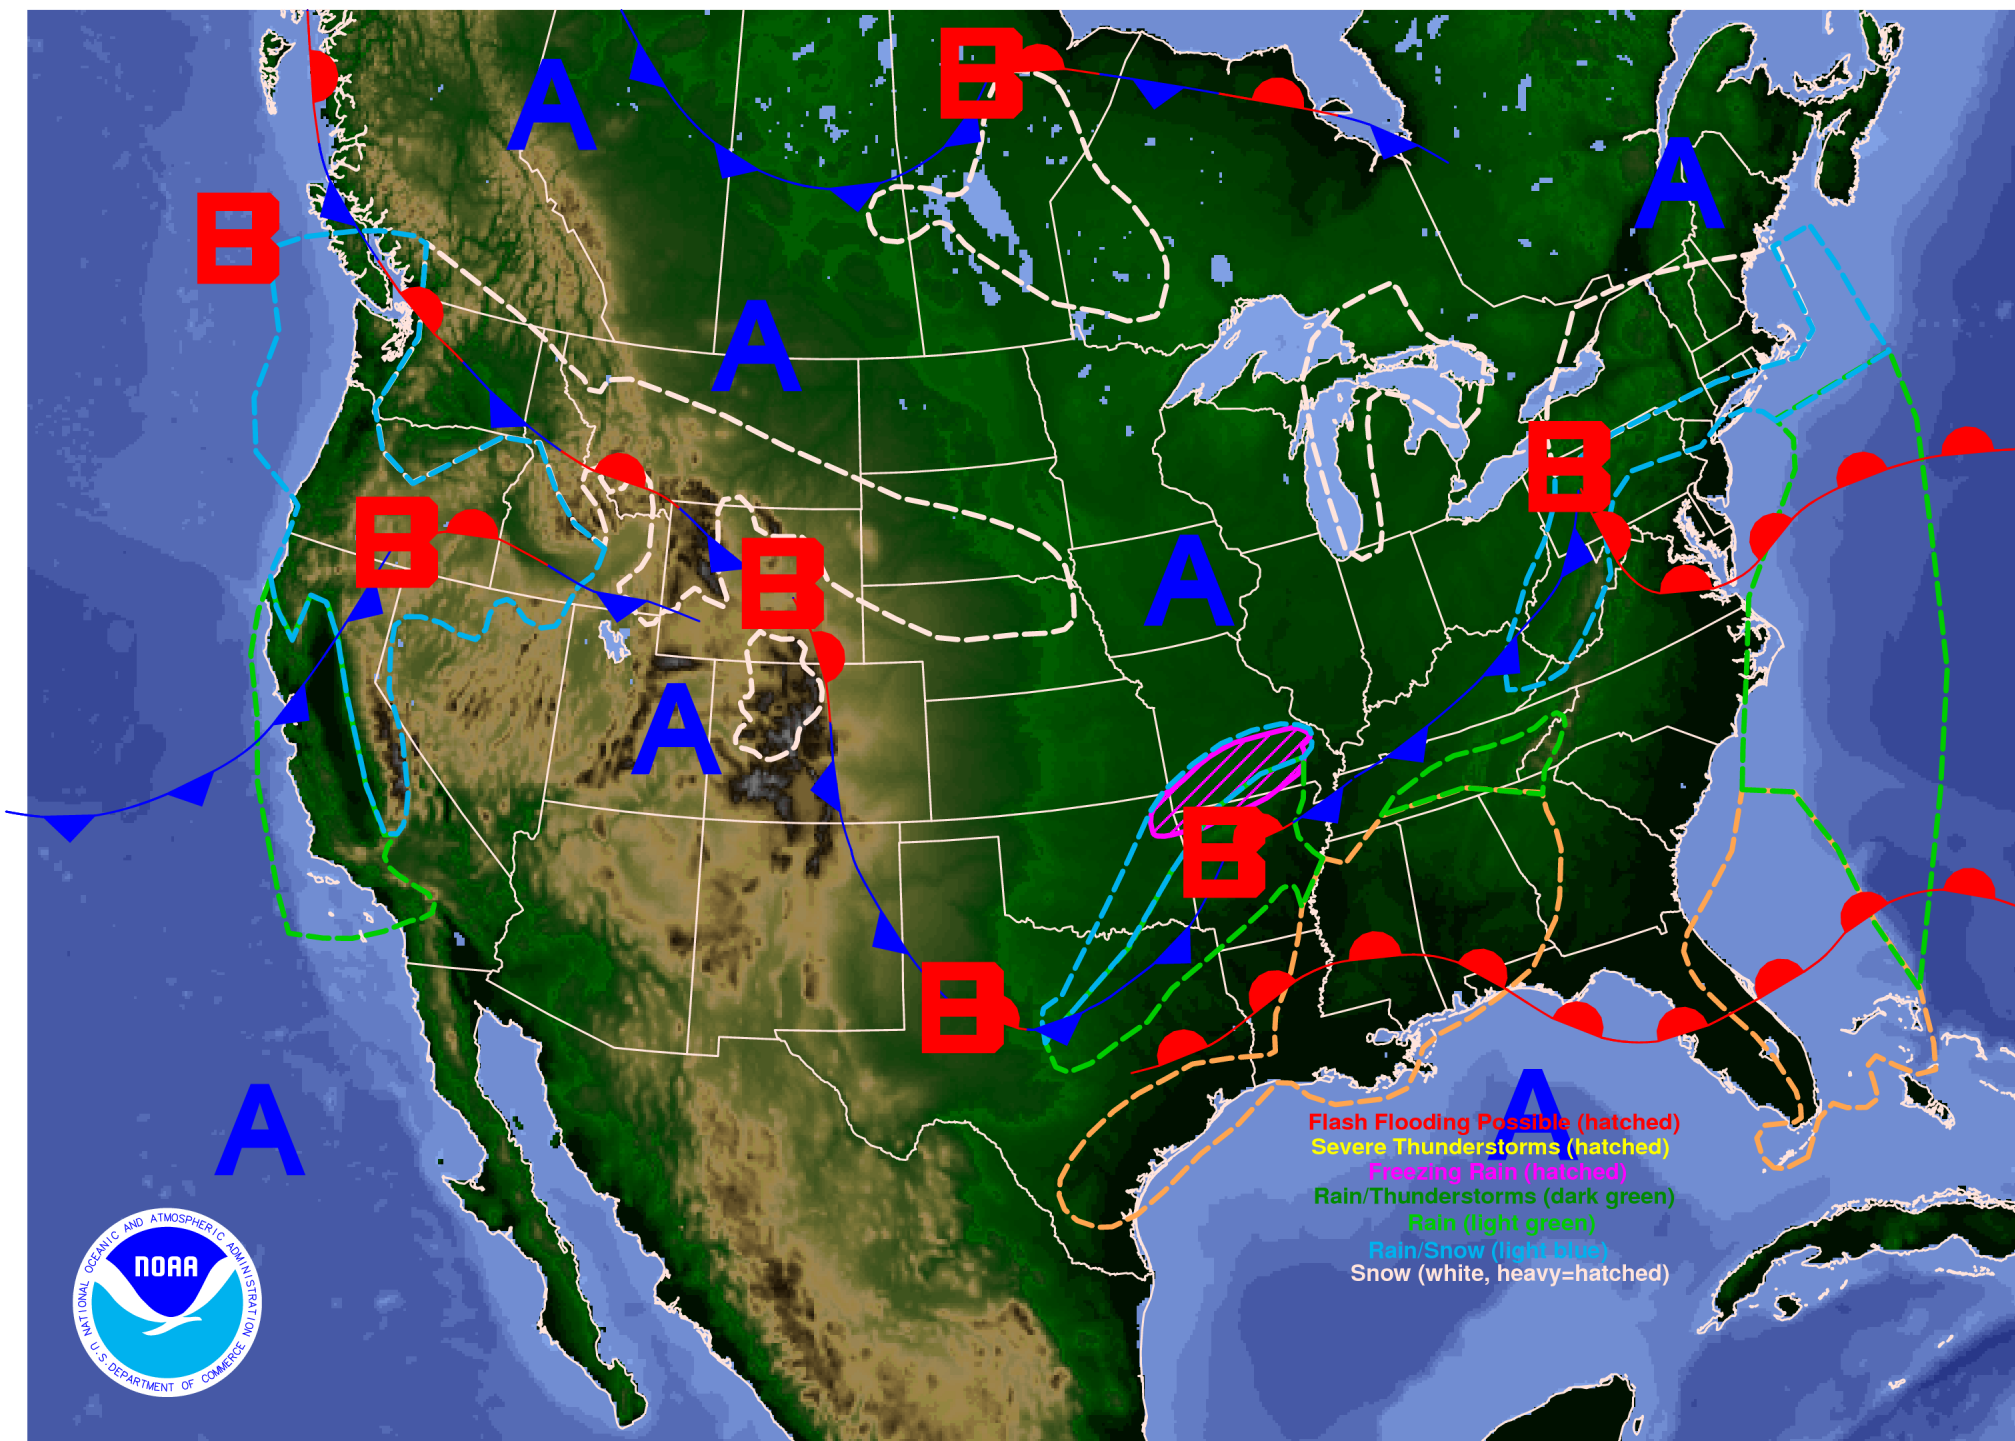 A
B
A
B
A
B
B
B
A
B
A
B
B
A
A
Flash Flooding Possible (hatched)
Severe Thunderstorms (hatched)
Freezing Rain (hatched)
Rain/Thunderstorms (dark green)
Rain (light green)
Rain/Snow (light blue)
Snow (white, heavy=hatched)
NATIONAL OCEANIC AND ATMOSPHERIC ADMINISTRATION
NOAA
U.S. DEPARTMENT OF COMMERCE